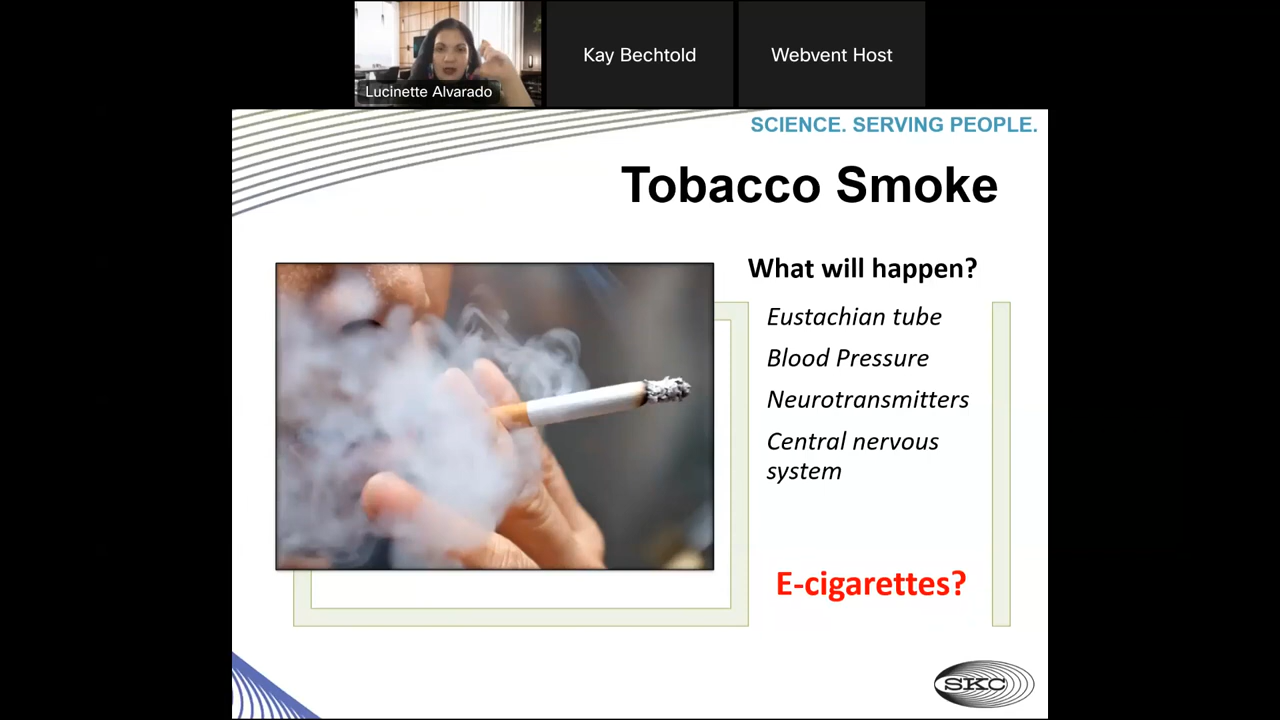 Lucinette Alvarado
Kay Bechtold
Webvent Host
SCIENCE. SERVING PEOPLE.
Tobacco Smoke
What will happen?
Eustachian tube
Blood Pressure
Neurotransmitters
Central nervous
system
E-cigarettes?
SKC